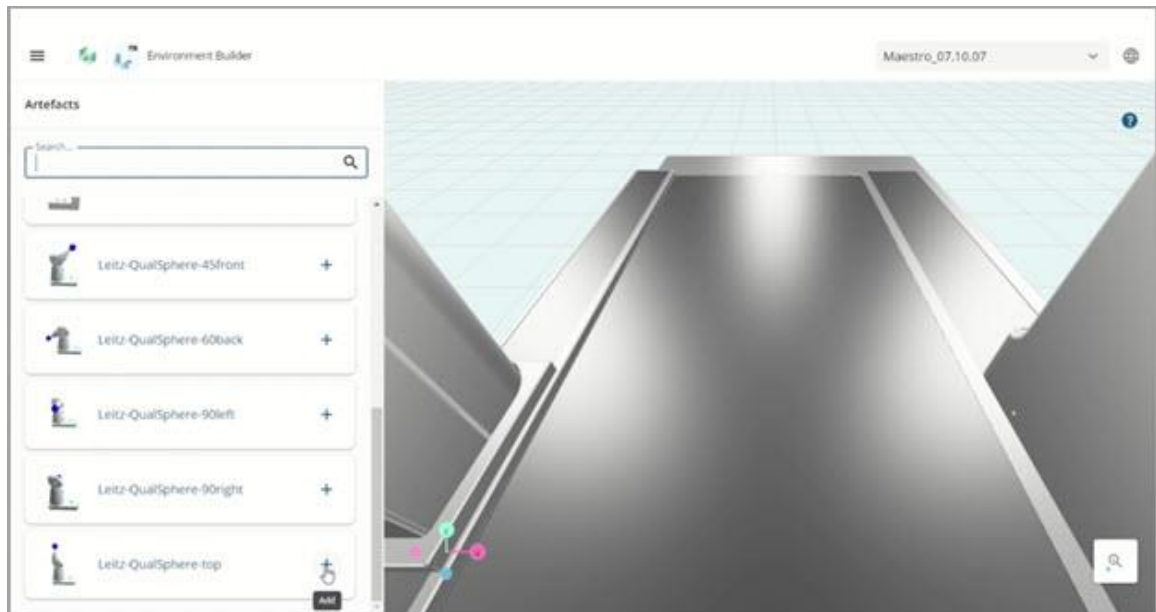 Environment Builder
Maestro_07.10.07
Artefacts
Search...
Leitz-QualSphere-45front
Leitz-QualSphere-60back
Leitz-QualSphere-90left
Leitz-QualSphere-90right
Leitz-QualSphere-top
Add